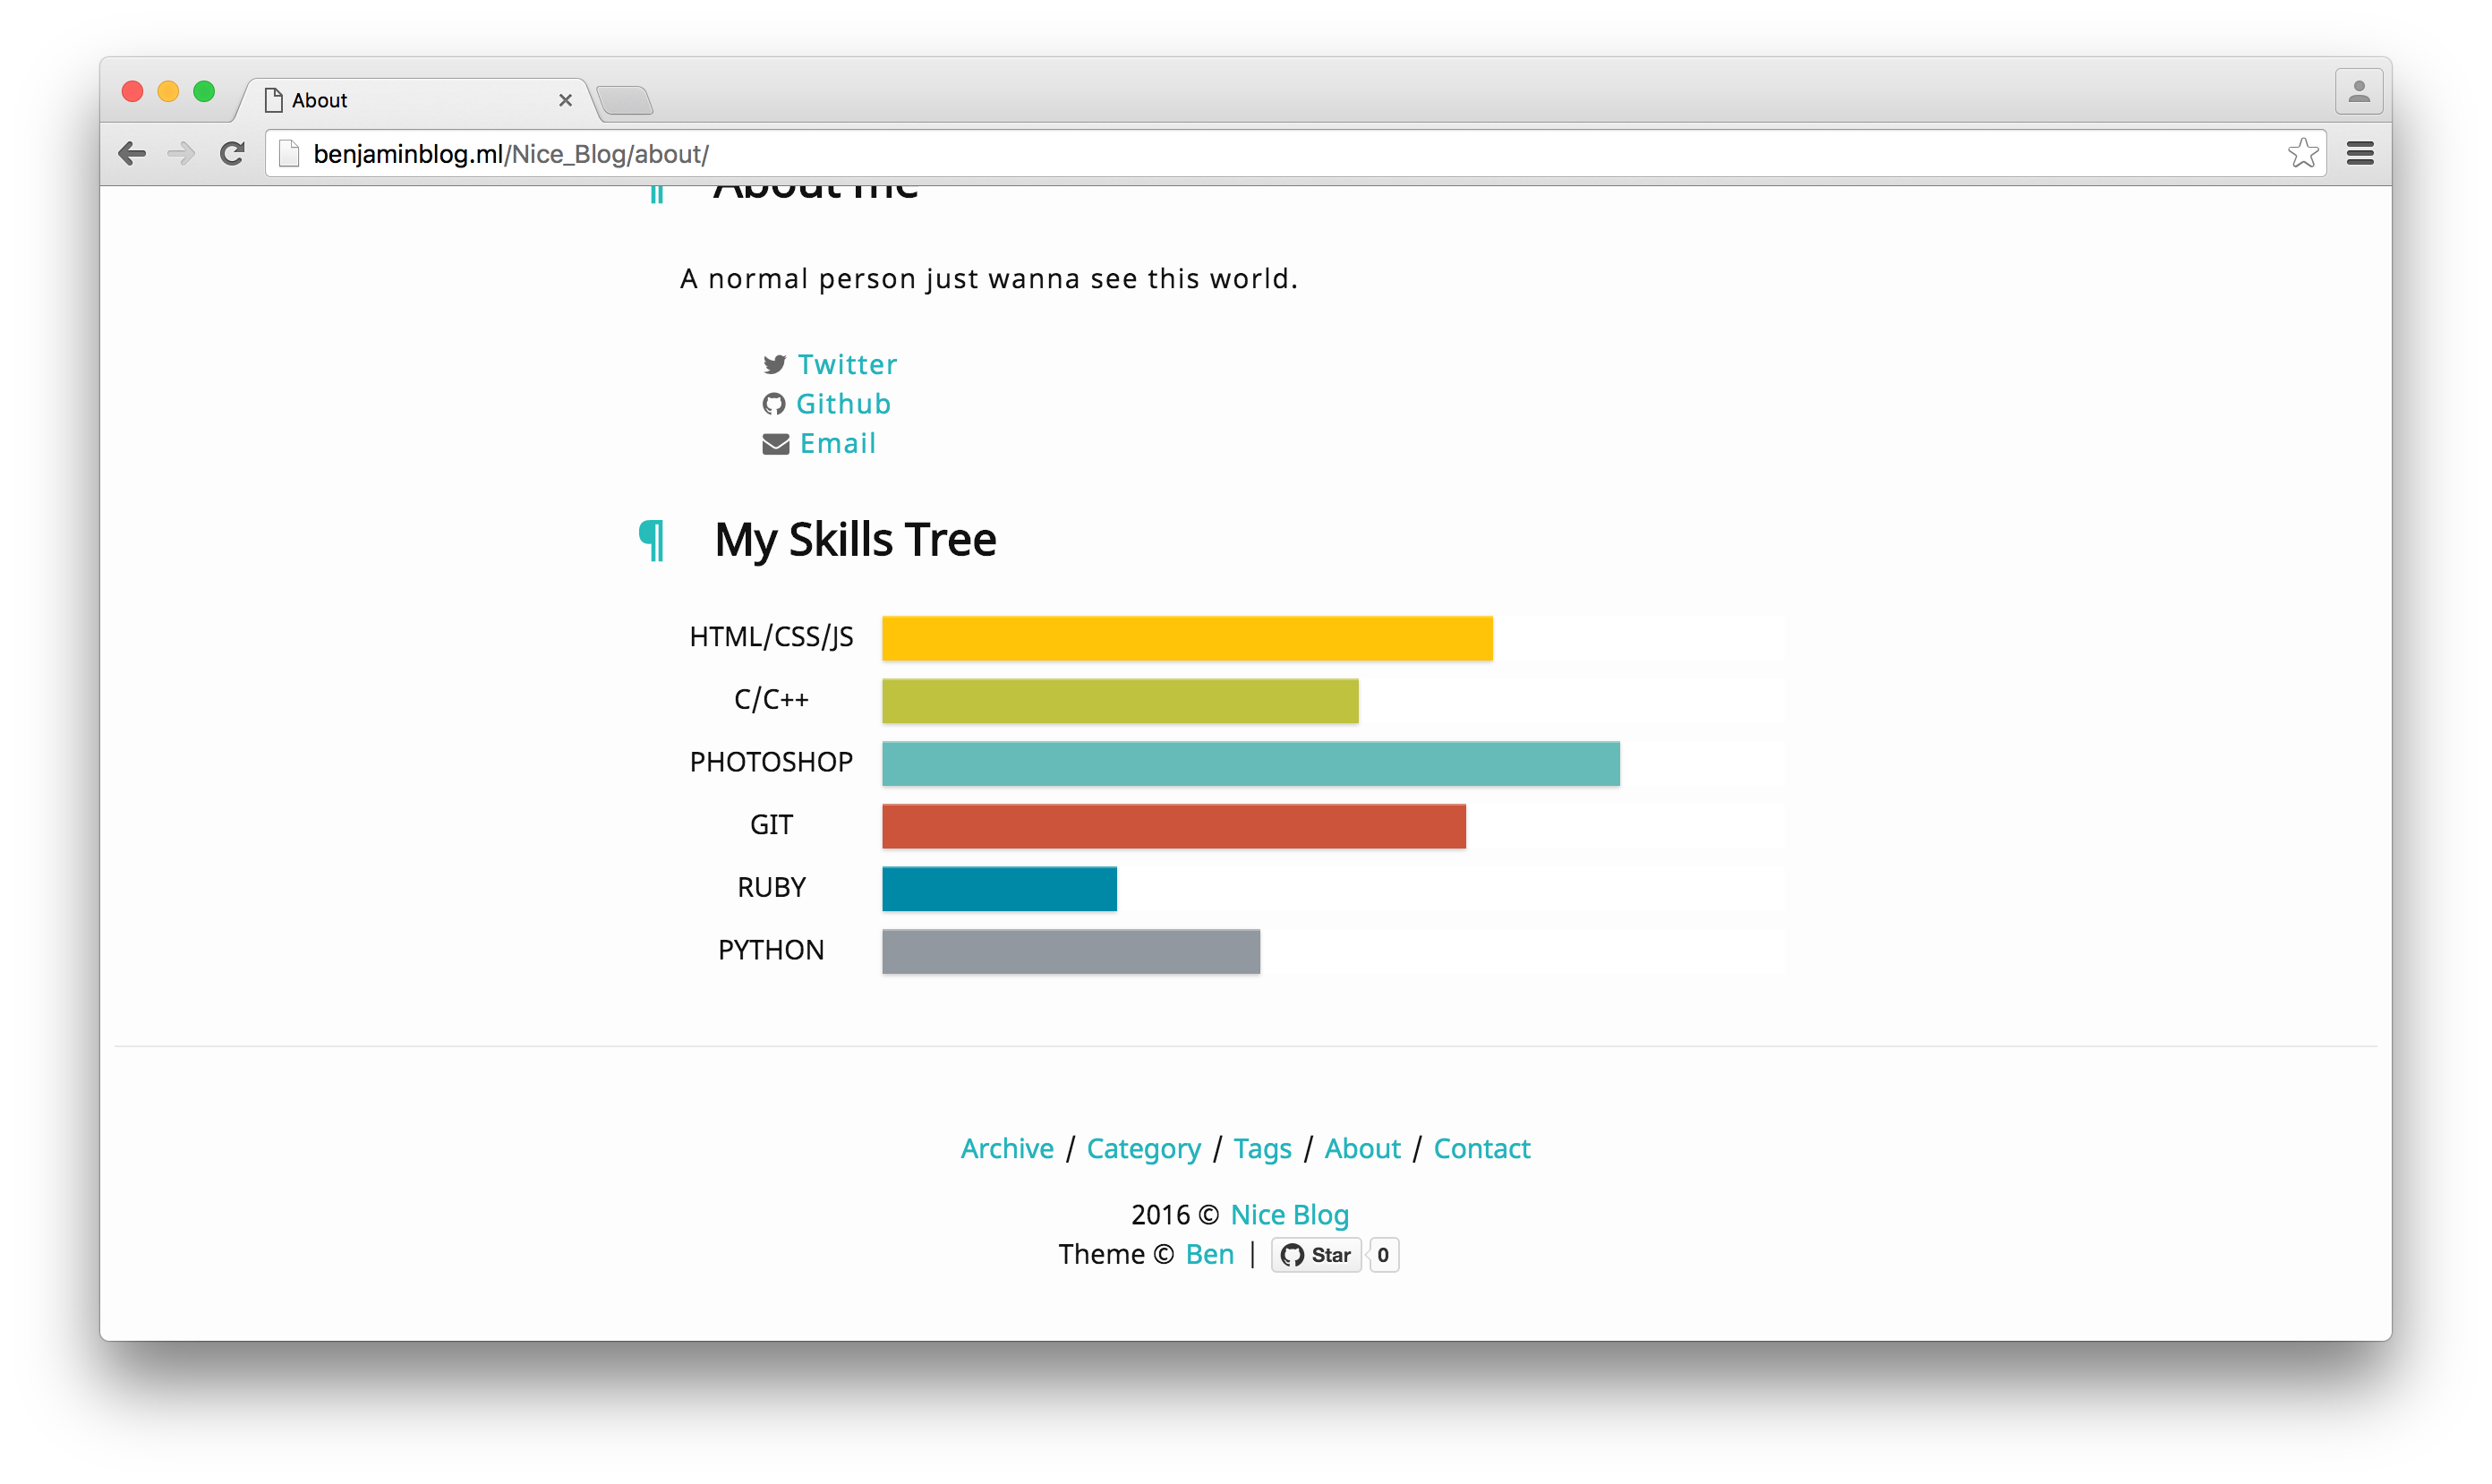 About
benjaminblog.ml/Nice_Blog/about/
¶ About me
A normal person just wanna see this world.
Twitter
Github
Email
¶ My Skills Tree
HTML/CSS/JS
C/C++
PHOTOSHOP
GIT
RUBY
PYTHON
Archive / Category / Tags / About / Contact
2016 © Nice Blog
Theme © Ben | Star 0